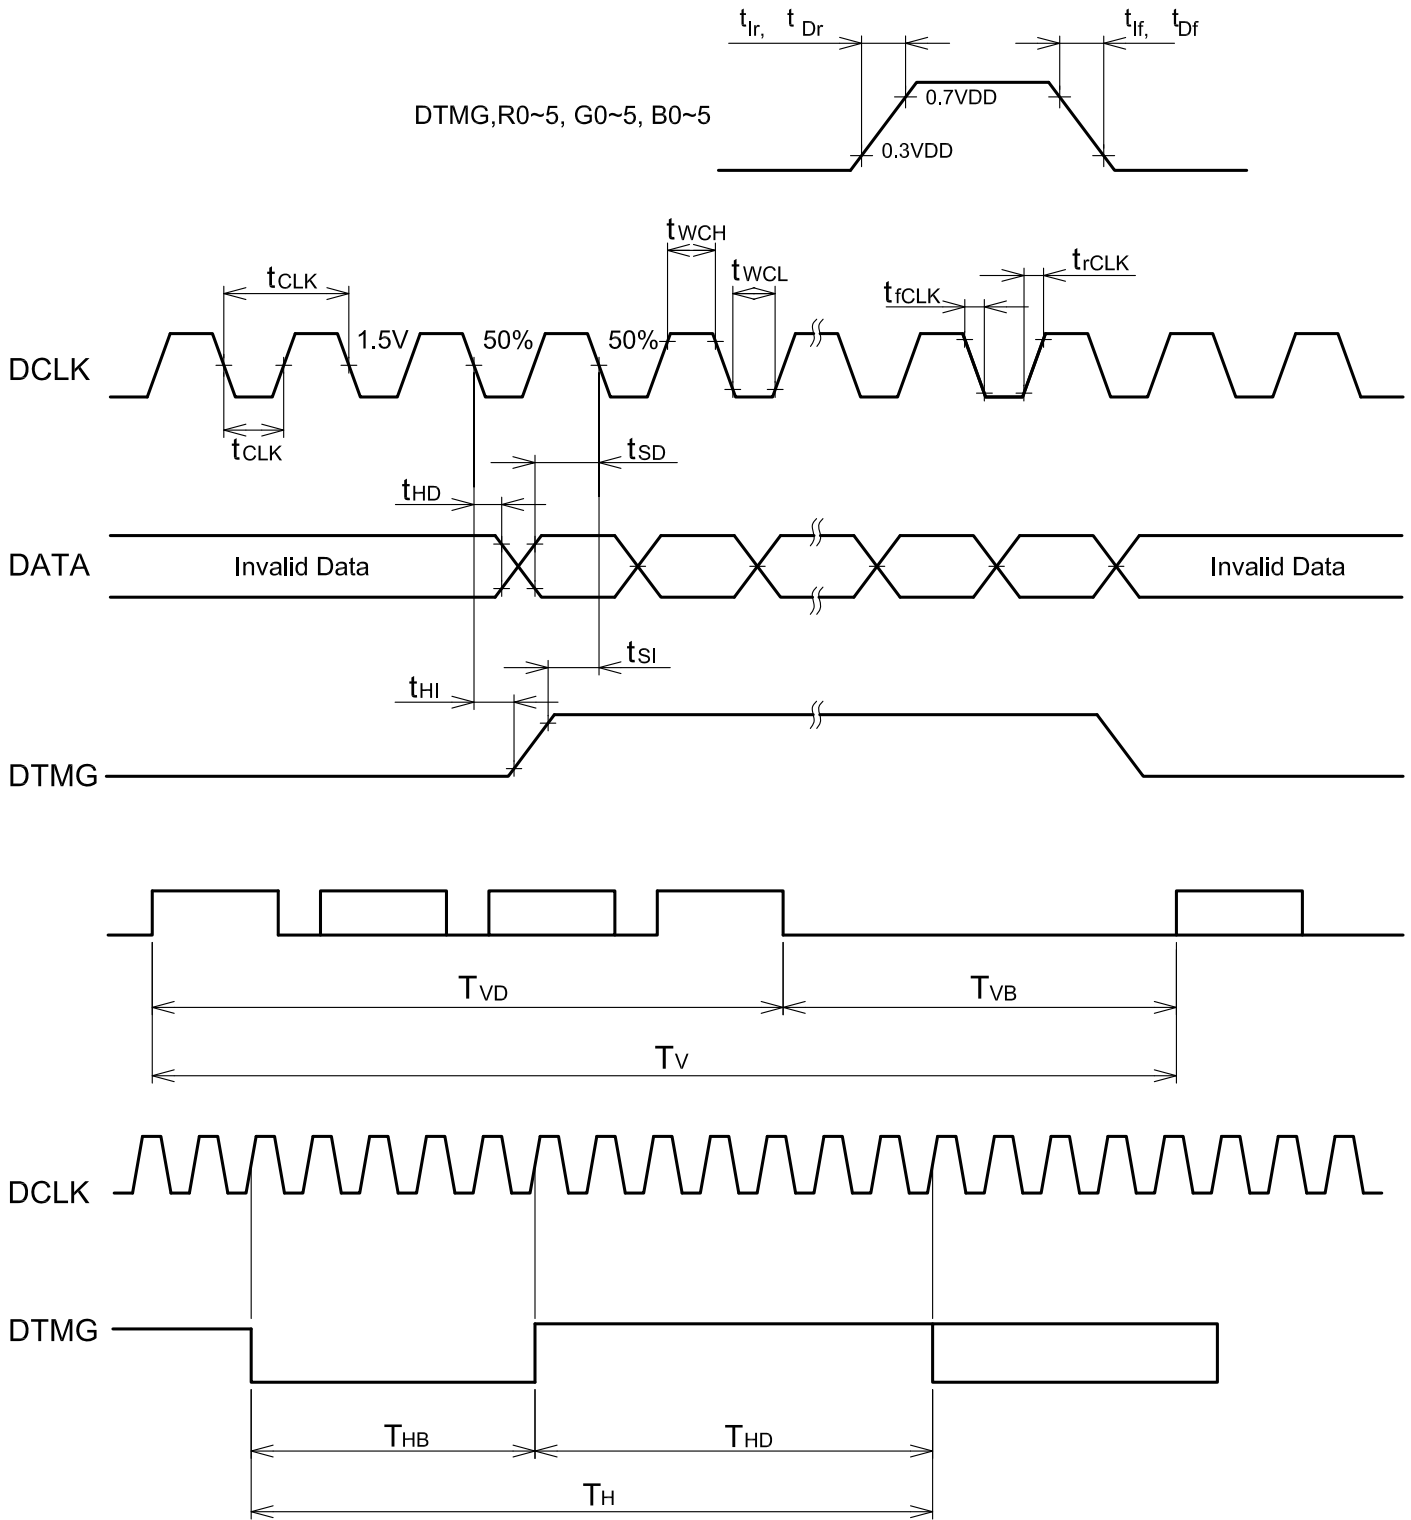 tIr, tDr
tIf, tDf
DTMG,R0~5, G0~5, B0~5
0.7VDD
0.3VDD
tWCH
tWCL
trCLK
tCLK
tfCLK
1.5V
50%
50%
DCLK
tCLK
tSD
tHD
DATA
Invalid Data
Invalid Data
tSI
tHI
DTMG
TVD
TVB
TV
DCLK
DTMG
THB
THD
TH